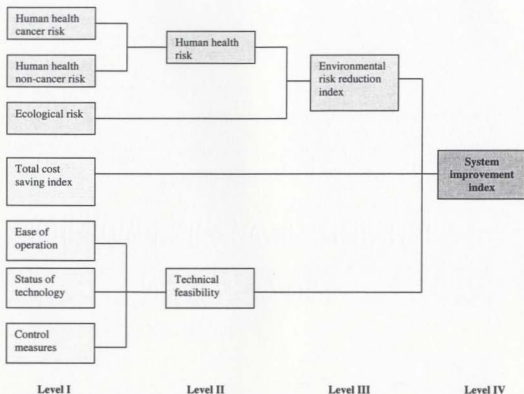 Human health
cancer risk
Human health
non-cancer risk
Ecological risk
Total cost
saving index
Ease of
operation
Status of
technology
Control
measures
Human health
risk
Technical
feasibility
Environmental
risk reduction
index
System
improvement
index
Level I
Level II
Level III
Level IV